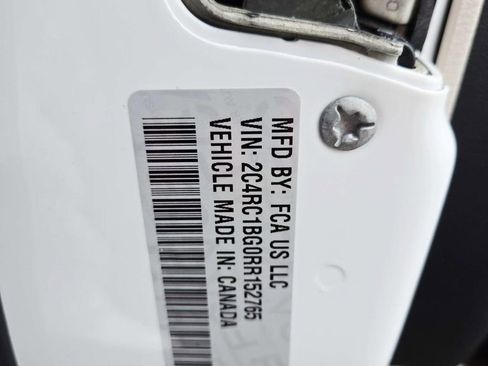 MFD BY: FCA US LLC
VIN: 2C4RC1BG0RR152765
VEHICLE MADE IN: CANADA